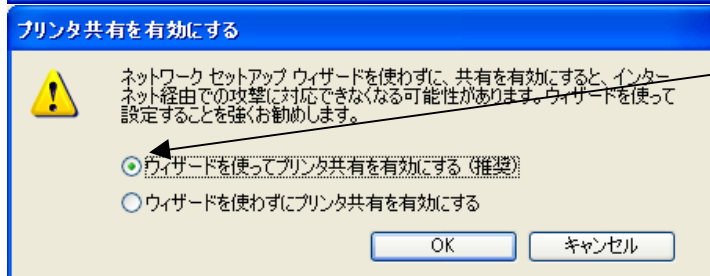 プリンタ共有を有効にする
ネットワーク セットアップ ウィザードを使わずに、共有を有効にすると、インター
ネット経由での攻撃に対応できなくなる可能性があります。ウィザードを使って
設定することを強くお勧めします。
ウィザードを使ってプリンタ共有を有効にする (推奨)
ウィザードを使わずにプリンタ共有を有効にする
OK
キャンセル